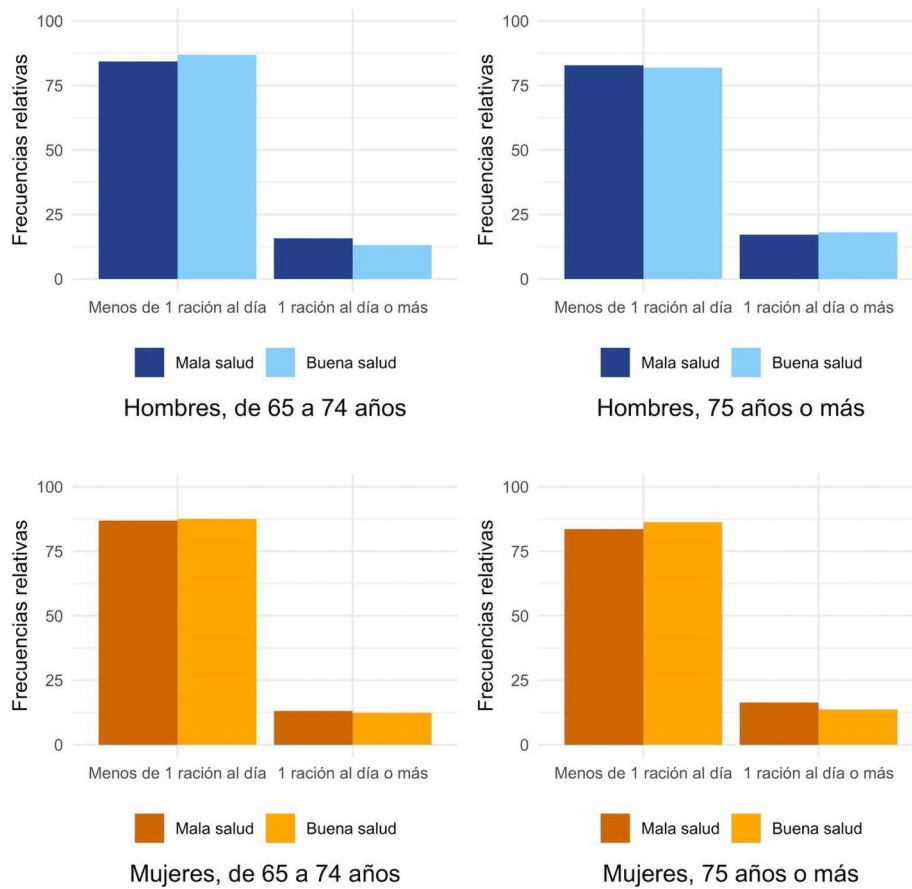 Frecuencias relativas
100
75
50
25
0
Menos de 1 ración al día 1 ración al día o más
Mala salud Buena salud
Hombres, de 65 a 74 años
Frecuencias relativas
100
75
50
25
0
Menos de 1 ración al día 1 ración al día o más
Mala salud Buena salud
Hombres, 75 años o más
Frecuencias relativas
100
75
50
25
0
Menos de 1 ración al día 1 ración al día o más
Mala salud Buena salud
Mujeres, de 65 a 74 años
Frecuencias relativas
100
75
50
25
0
Menos de 1 ración al día 1 ración al día o más
Mala salud Buena salud
Mujeres, 75 años o más